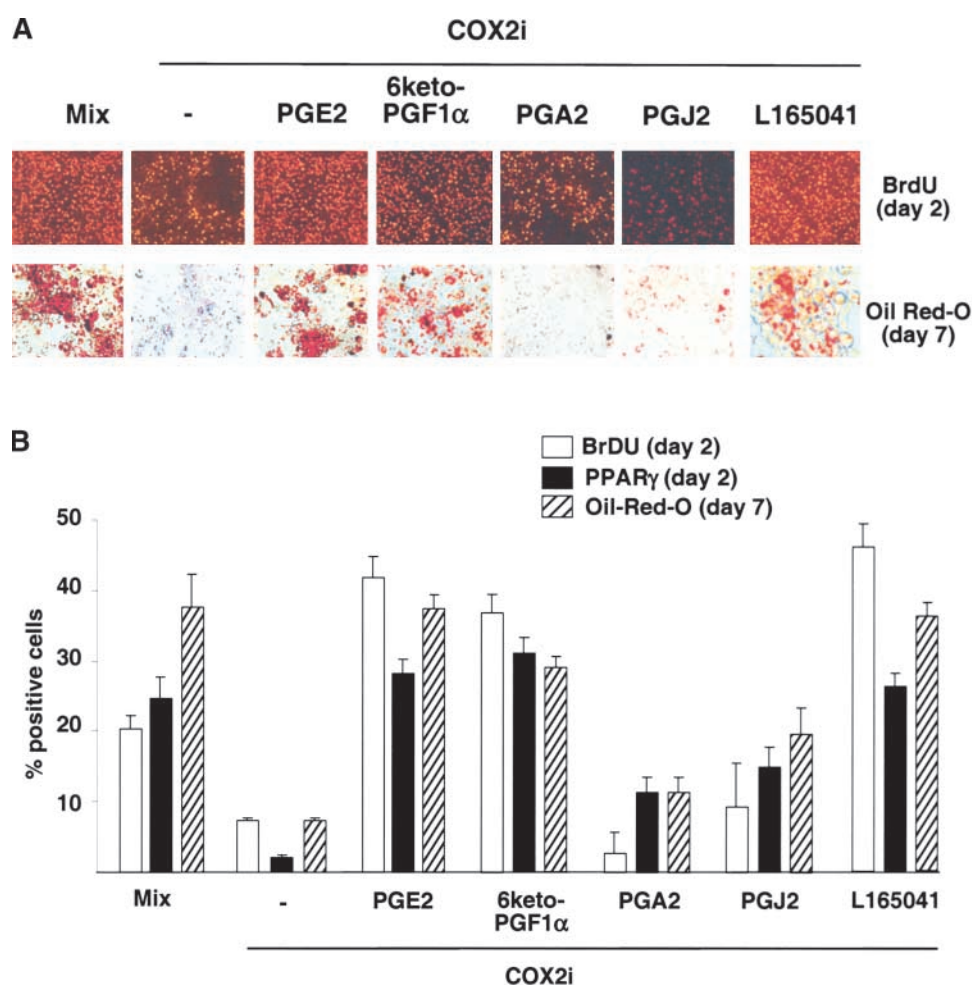 A
COX2i
Mix
-
PGE2
6keto-
PGF1α
PGA2
PGJ2
L165041
BrdU
(day 2)
Oil Red-O
(day 7)
B
BrDU (day 2)
PPARγ (day 2)
Oil-Red-O (day 7)
% positive cells
50
40
30
20
10
Mix
-
PGE2
6keto-
PGF1α
PGA2
PGJ2
L165041
COX2i